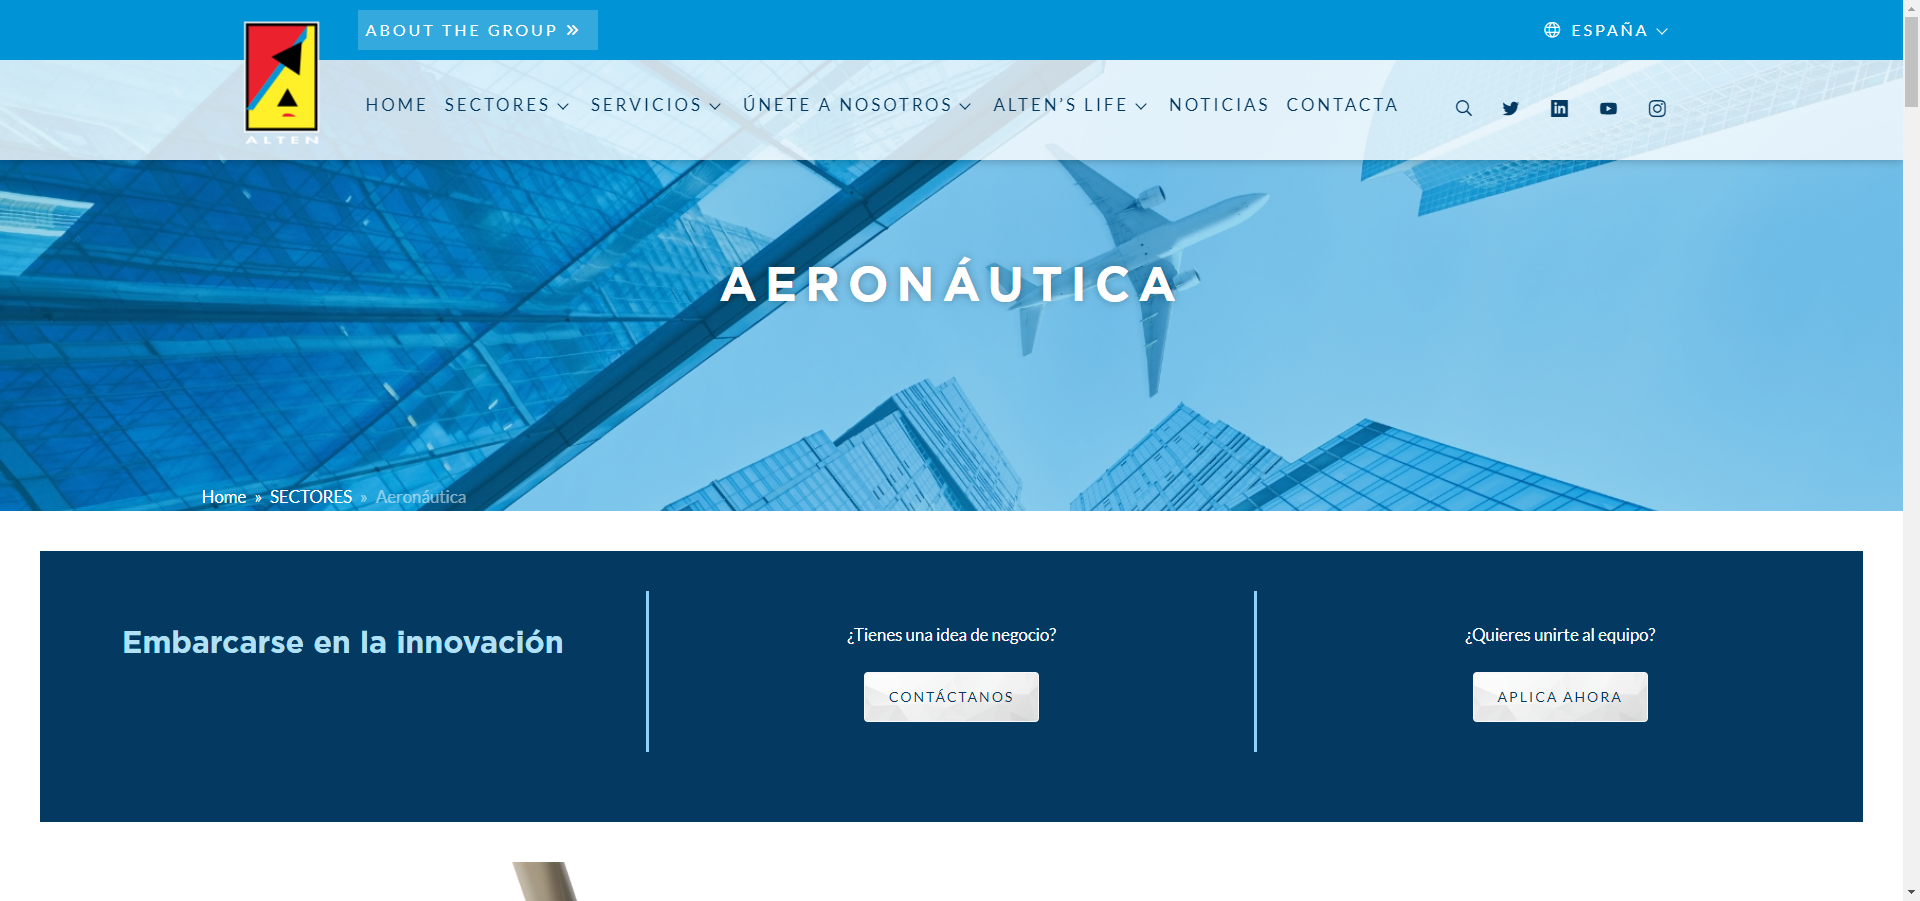 ABOUT THE GROUP »
ESPAÑA
ALTEN
HOME SECTORES SERVICIOS ÚNETE A NOSOTROS ALTEN'S LIFE NOTICIAS CONTACTA
AERONÁUTICA
Home » SECTORES » Aeronáutica
Embarcarse en la innovación
¿Tienes una idea de negocio?
CONTÁCTANOS
¿Quieres unirte al equipo?
APLICA AHORA